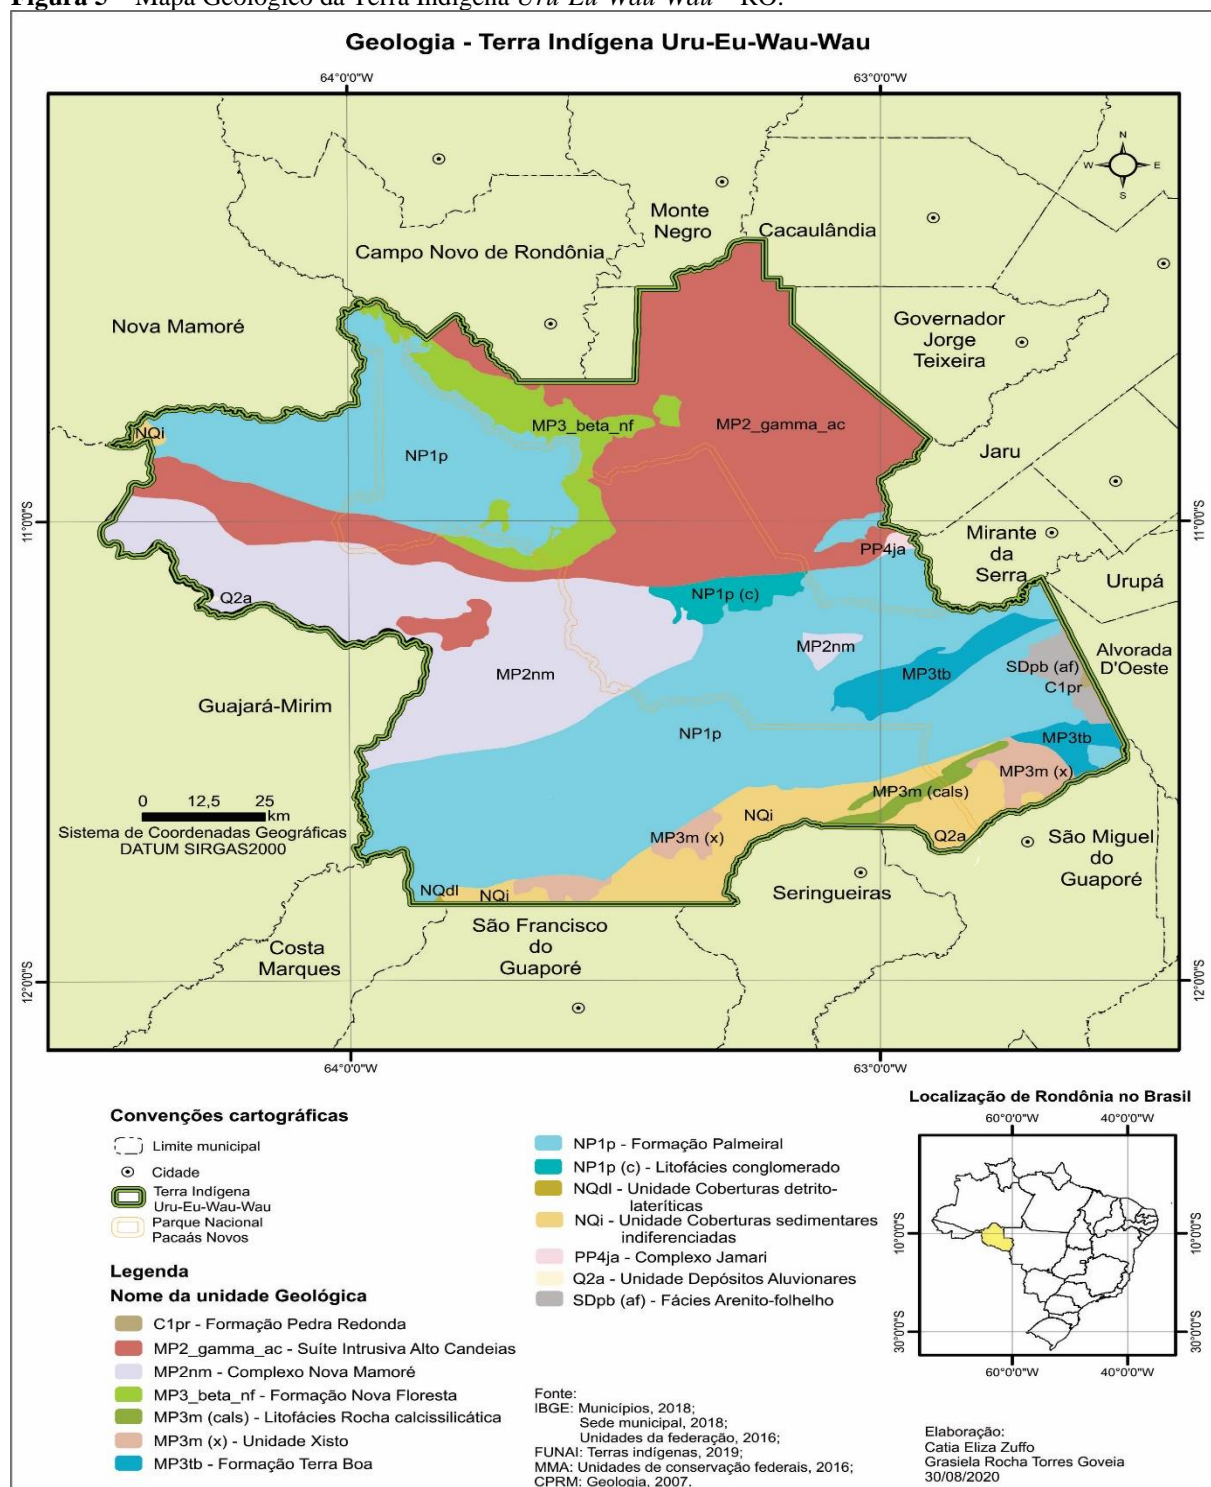 Figura 5 – Mapa Geológico da Terra Indígena Uru-Eu-Wau-Wau – RO.
Geologia - Terra Indígena Uru-Eu-Wau-Wau
64°0'0"W
63°0'0"W
N
W
E
S
Monte
Negro
Cacaulândia
Campo Novo de Rondônia
Nova Mamoré
Governador
Jorge
Teixeira
MP3_beta_nf
MP2_gamma_ac
NQi
NP1p
Jaru
11°0'0"S
11°0'0"S
Mirante
da
Serra
PP4ja
Urupá
Q2a
NP1p (c)
MP2nm
Alvorada
D'Oeste
SDpb (af)
MP2nm
MP3tb
C1pr
Guajará-Mirim
NP1p
MP3tb
MP3m (x)
MP3m (cals)
0 12,5 25
km
NQi
Sistema de Coordenadas Geográficas
DATUM SIRGAS2000
MP3m (x)
Q2a
São Miguel
do
Guaporé
NQdl
NQi
Seringueiras
São Francisco
do
Guaporé
Costa
Marques
12°0'0"S
12°0'0"S
64°0'0"W
63°0'0"W
Convenções cartográficas
Limite municipal
Cidade
Terra Indígena
Uru-Eu-Wau-Wau
Parque Nacional
Pacaás Novos
Legenda
Nome da unidade Geológica
C1pr - Formação Pedra Redonda
MP2_gamma_ac - Suíte Intrusiva Alto Candeias
MP2nm - Complexo Nova Mamoré
MP3_beta_nf - Formação Nova Floresta
MP3m (cals) - Litofácies Rocha calcissilicática
MP3m (x) - Unidade Xisto
MP3tb - Formação Terra Boa
NP1p - Formação Palmeiral
NP1p (c) - Litofácies conglomerado
NQdl - Unidade Coberturas detrito-
lateríticas
NQi - Unidade Coberturas sedimentares
indiferenciadas
PP4ja - Complexo Jamari
Q2a - Unidade Depósitos Aluvionares
SDpb (af) - Fácies Arenito-folhelho
Fonte:
IBGE: Municípios, 2018;
Sede municipal, 2018;
Unidades da federação, 2016;
FUNAI: Terras indígenas, 2019;
MMA: Unidades de conservação federais, 2016;
CPRM: Geologia, 2007.
Localização de Rondônia no Brasil
60°0'0"W
40°0'0"W
10°0'0"S
10°0'0"S
30°0'0"S
30°0'0"S
60°0'0"W
40°0'0"W
Elaboração:
Catia Eliza Zuffo
Grasiela Rocha Torres Goveia
30/08/2020